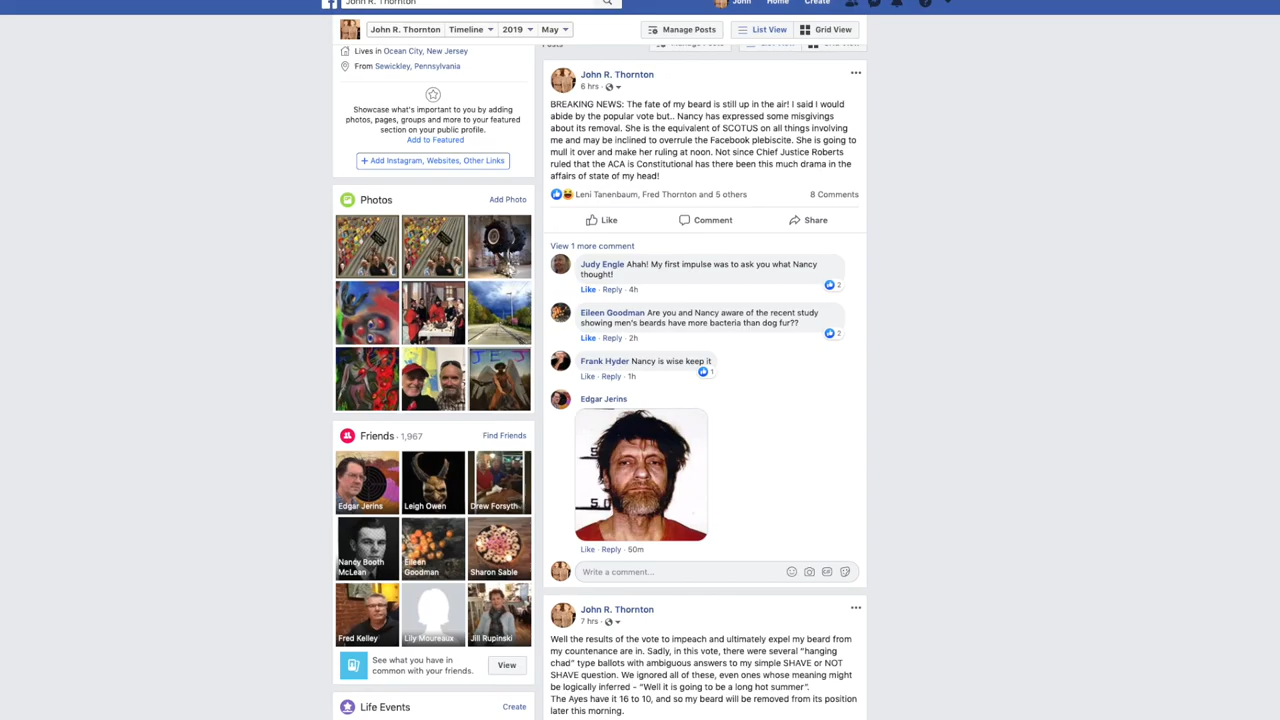 John R. Thornton
John
Home
Create
John R. Thornton
Timeline
2019
May
Manage Posts
List View
Grid View
Lives in Ocean City, New Jersey
From Sewickley, Pennsylvania
Showcase what's important to you by adding
photos, pages, groups and more to your featured
section on your public profile.
Add to Featured
+ Add Instagram, Websites, Other Links
Photos
Add Photo
Friends · 1,967
Find Friends
Edgar Jerins
Leigh Owen
Drew Forsyth
Nancy Booth
McLean
Eileen
Goodman
Sharon Sable
Fred Kelley
Lily Moureaux
Jill Rupinski
See what you have in
common with your friends.
View
Life Events
Create
Posts
John R. Thornton
6 hrs ·
BREAKING NEWS: The fate of my beard is still up in the air! I said I would
abide by the popular vote but.. Nancy has expressed some misgivings
about its removal. She is the equivalent of SCOTUS on all things involving
me and may be inclined to overrule the Facebook plebiscite. She is going to
mull it over and make her ruling at noon. Not since Chief Justice Roberts
ruled that the ACA is Constitutional has there been this much drama in the
affairs of state of my head!
Leni Tanenbaum, Fred Thornton and 5 others
8 Comments
Like
Comment
Share
View 1 more comment
Judy Engle Ahah! My first impulse was to ask you what Nancy
thought!
2
Like · Reply · 4h
Eileen Goodman Are you and Nancy aware of the recent study
showing men's beards have more bacteria than dog fur??
2
Like · Reply · 2h
Frank Hyder Nancy is wise keep it
1
Like · Reply · 1h
Edgar Jerins
Like · Reply · 50m
Write a comment...
GIF
John R. Thornton
7 hrs ·
Well the results of the vote to impeach and ultimately expel my beard from
my countenance are in. Sadly, in this vote, there were several "hanging
chad" type ballots with ambiguous answers to my simple SHAVE or NOT
SHAVE question. We ignored all of these, even ones whose meaning might
be logically inferred - "Well it is going to be a long hot summer".
The Ayes have it 16 to 10, and so my beard will be removed from its position
later this morning.